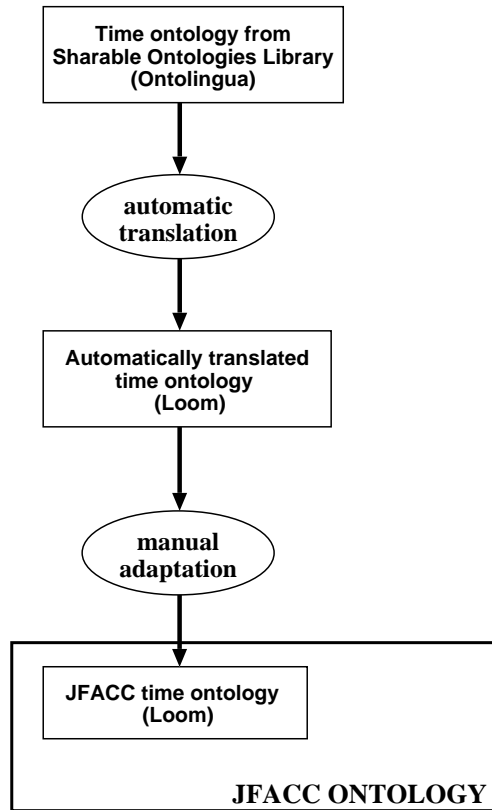 Time ontology from
Sharable Ontologies Library
(Ontolingua)
automatic
translation
Automatically translated
time ontology
(Loom)
manual
adaptation
JFACC time ontology
(Loom)
JFACC ONTOLOGY